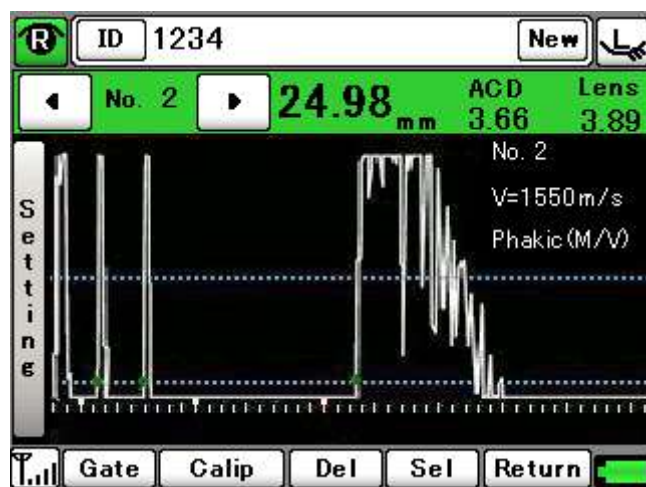 R ID 1234 New L
No. 2 24.98 mm ACD Lens
3.66 3.89
No. 2
V=1550m/s
Phakic(M/V)
Setting
Gate Calip Del Sel Return